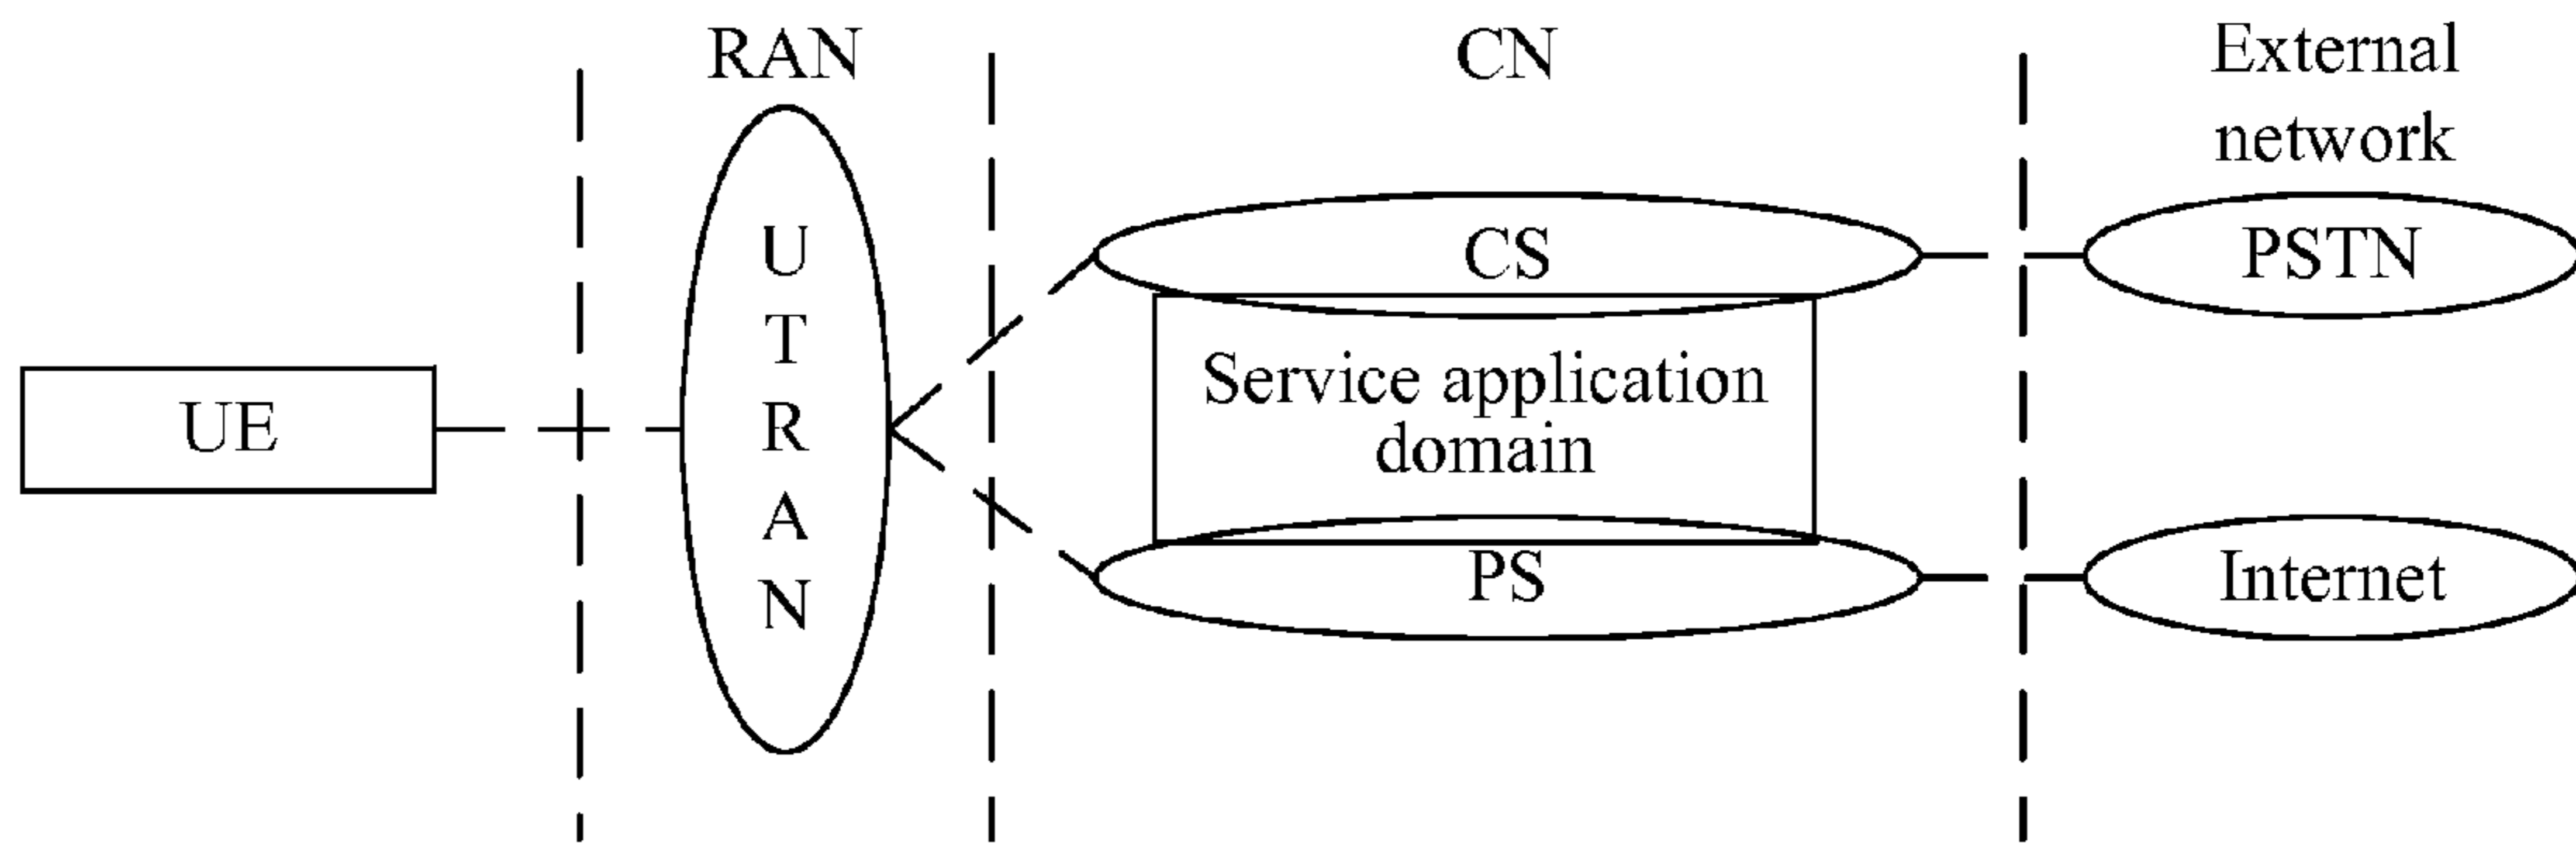 RAN
CN
External
network
UE
U
T
R
A
N
CS
Service application
domain
PS
PSTN
Internet